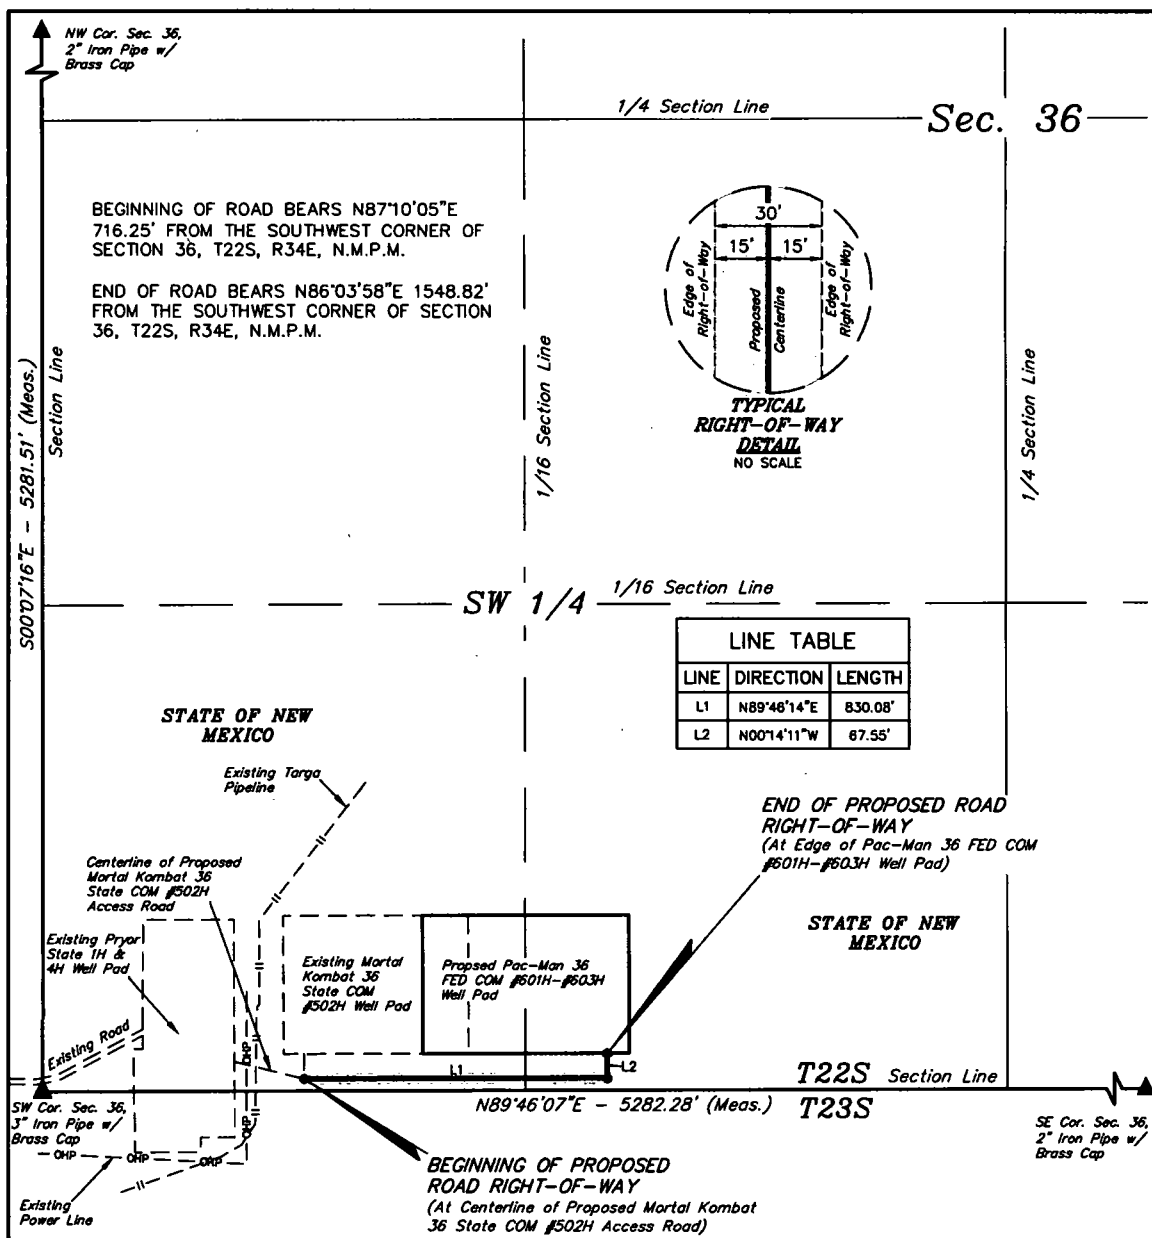 NW Cor. Sec. 36,
2" Iron Pipe w/
Brass Cap
1/4 Section Line
Sec. 36
BEGINNING OF ROAD BEARS N87°10'05"E
716.25' FROM THE SOUTHWEST CORNER OF
SECTION 36, T22S, R34E, N.M.P.M.
END OF ROAD BEARS N86°03'58"E 1548.82'
FROM THE SOUTHWEST CORNER OF SECTION
36, T22S, R34E, N.M.P.M.
30'
15'
15'
Edge of
Right-of-Way
Proposed
Centerline
Edge of
Right-of-Way
TYPICAL
RIGHT-OF-WAY
DETAIL
NO SCALE
S00°07'16"E - 5281.51' (Meas.)
Section Line
1/16 Section Line
1/4 Section Line
SW 1/4
1/16 Section Line
LINE TABLE
LINE DIRECTION LENGTH
L1 N89°46'14"E 830.08'
L2 N00°14'11"W 67.55'
STATE OF NEW
MEXICO
Existing Targa
Pipeline
END OF PROPOSED ROAD
RIGHT-OF-WAY
(At Edge of Pac-Man 36 FED COM
#601H-#603H Well Pad)
Centerline of Proposed
Mortal Kombat 36
State COM #502H
Access Road
STATE OF NEW
MEXICO
Existing Pryor
State 1H &
4H Well Pad
Existing Mortal
Kombat 36
State COM
#502H Well Pad
Propsed Pac-Man 36
FED COM #601H-#603H
Well Pad
Existing Road
OHP
L1
L2
T22S Section Line
N89°46'07"E - 5282.28' (Meas.) T23S
SW Cor. Sec. 36,
3" Iron Pipe w/
Brass Cap
SE Cor. Sec. 36,
2" Iron Pipe w/
Brass Cap
OHP
OHP
OHP
OHP
BEGINNING OF PROPOSED
ROAD RIGHT-OF-WAY
(At Centerline of Proposed Mortal Kombat
36 State COM #502H Access Road)
Existing
Power Line